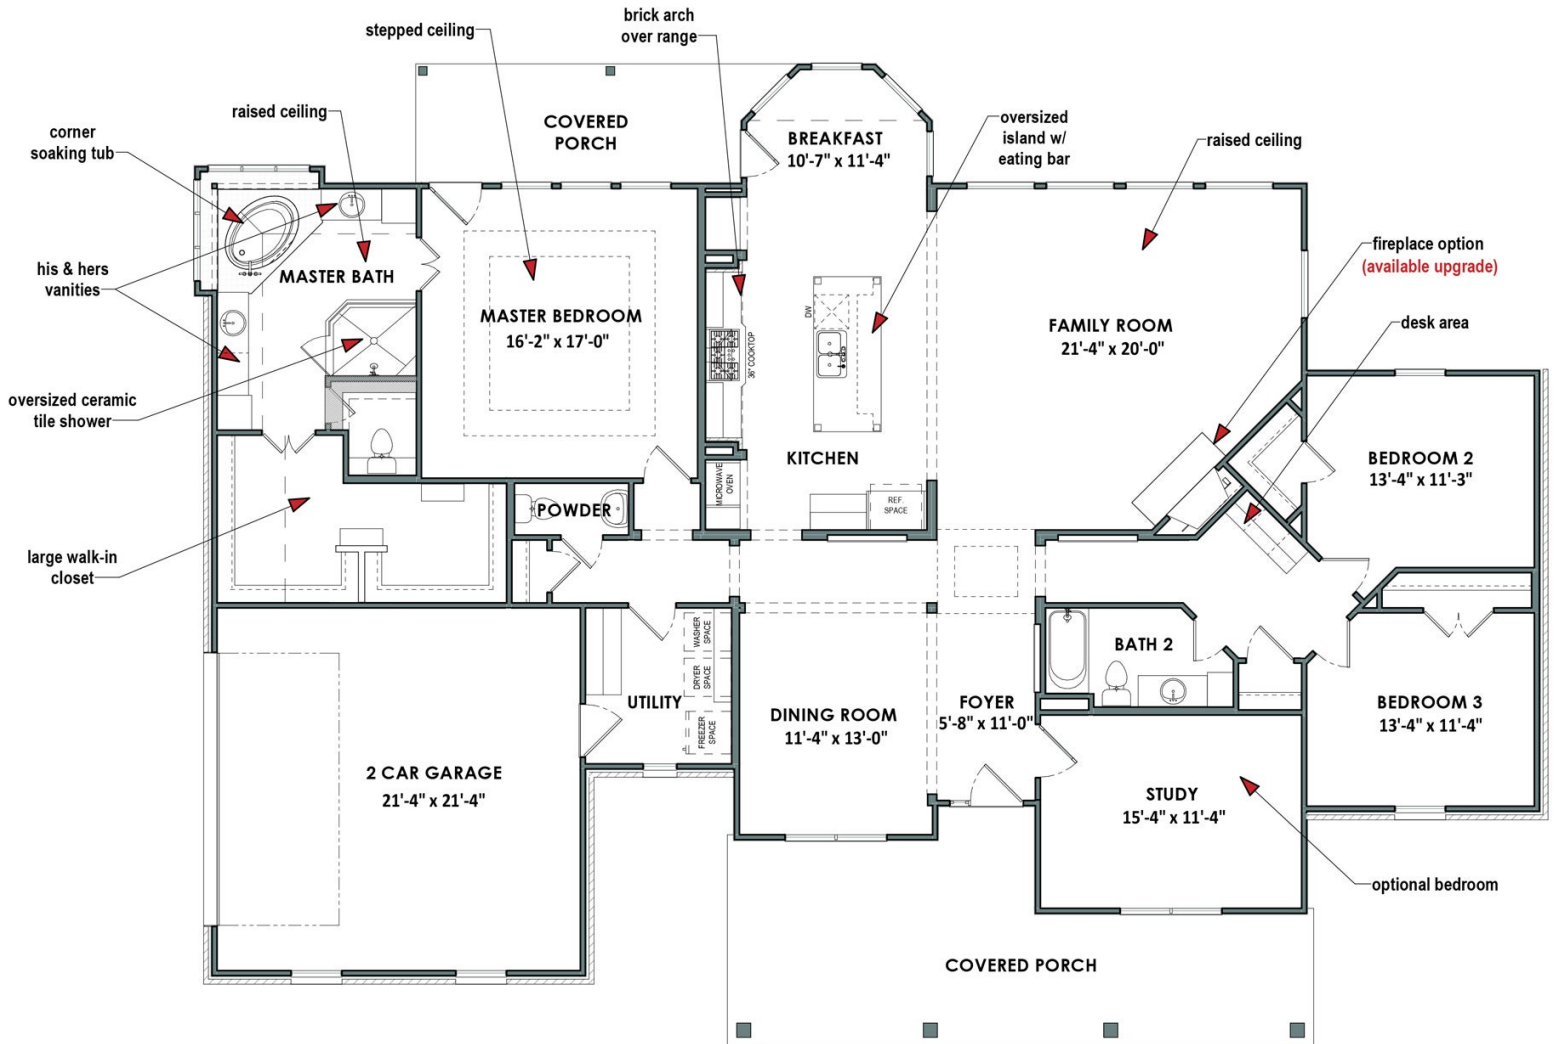 brick arch
over range
stepped ceiling
raised ceiling
corner
soaking tub
COVERED
PORCH
BREAKFAST
10'-7" x 11'-4"
oversized
island w/
eating bar
raised ceiling
fireplace option
(available upgrade)
his & hers
vanities
MASTER BATH
MASTER BEDROOM
16'-2" x 17'-0"
DW
36" COOKTOP
FAMILY ROOM
21'-4" x 20'-0"
desk area
oversized ceramic
tile shower
KITCHEN
MICROWAVE
OVEN
REF.
SPACE
BEDROOM 2
13'-4" x 11'-3"
POWDER
large walk-in
closet
WASHER
SPACE
DRYER
SPACE
FREEZER
SPACE
UTILITY
BATH 2
DINING ROOM
11'-4" x 13'-0"
FOYER
5'-8" x 11'-0"
BEDROOM 3
13'-4" x 11'-4"
2 CAR GARAGE
21'-4" x 21'-4"
STUDY
15'-4" x 11'-4"
optional bedroom
COVERED PORCH